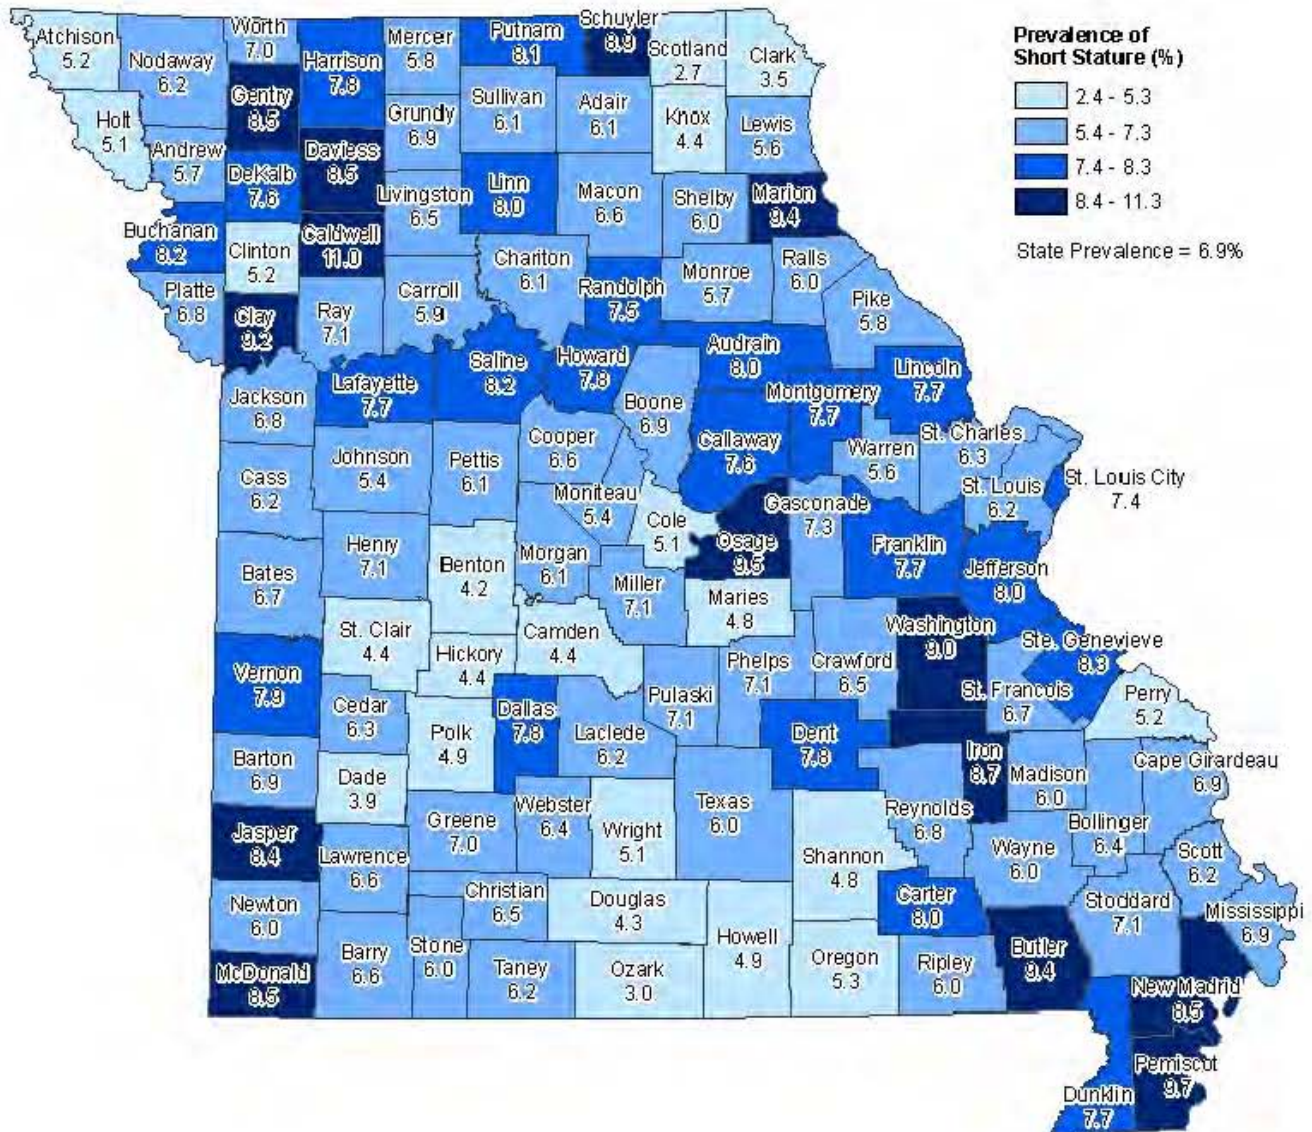 Prevalence of
Short Stature (%)
2.4 - 5.3
5.4 - 7.3
7.4 - 8.3
8.4 - 11.3
State Prevalence = 6.9%
Atchison
5.2
Nodaway
6.2
Worth
7.0
Harrison
7.8
Mercer
5.8
Putnam
8.1
Schuyler
8.9
Scotland
2.7
Clark
3.5
Holt
5.1
Andrew
5.7
Gentry
8.5
DeKalb
7.6
Daviess
8.5
Grundy
6.9
Sullivan
6.1
Adair
6.1
Knox
4.4
Lewis
5.6
Livingston
6.5
Linn
8.0
Macon
6.6
Shelby
6.0
Marion
9.4
Buchanan
8.2
Clinton
5.2
Caldwell
11.0
Platte
6.8
Clay
9.2
Ray
7.1
Carroll
5.9
Chariton
6.1
Randolph
7.5
Monroe
5.7
Ralls
6.0
Pike
5.8
Jackson
6.8
Lafayette
7.7
Saline
8.2
Howard
7.8
Boone
6.9
Audrain
8.0
Callaway
7.6
Montgomery
7.7
Lincoln
7.7
Warren
5.6
St. Charles
6.3
St. Louis
6.2
St. Louis City
7.4
Cass
6.2
Johnson
5.4
Pettis
6.1
Cooper
6.6
Moniteau
5.4
Cole
5.1
Osage
9.5
Gasconade
7.3
Franklin
7.7
Jefferson
8.0
Bates
6.7
Henry
7.1
Benton
4.2
Morgan
6.1
Miller
7.1
Maries
4.8
St. Clair
4.4
Hickory
4.4
Camden
4.4
Phelps
7.1
Crawford
6.5
Washington
9.0
Ste. Genevieve
8.3
St. Francois
6.7
Perry
5.2
Vernon
7.9
Cedar
6.3
Polk
4.9
Dallas
7.8
Laclede
6.2
Pulaski
7.1
Dent
7.8
Iron
8.7
Madison
6.0
Cape Girardeau
6.9
Barton
6.9
Dade
3.9
Greene
7.0
Webster
6.4
Wright
5.1
Texas
6.0
Reynolds
6.8
Bollinger
6.4
Jasper
8.4
Lawrence
6.6
Christian
6.5
Douglas
4.3
Shannon
4.8
Wayne
6.0
Scott
6.2
Carter
8.0
Stoddard
7.1
Mississippi
6.9
Newton
6.0
McDonald
8.5
Barry
6.6
Stone
6.0
Taney
6.2
Ozark
3.0
Howell
4.9
Oregon
5.3
Ripley
6.0
Butler
9.4
New Madrid
8.5
Pemiscot
9.7
Dunklin
7.7